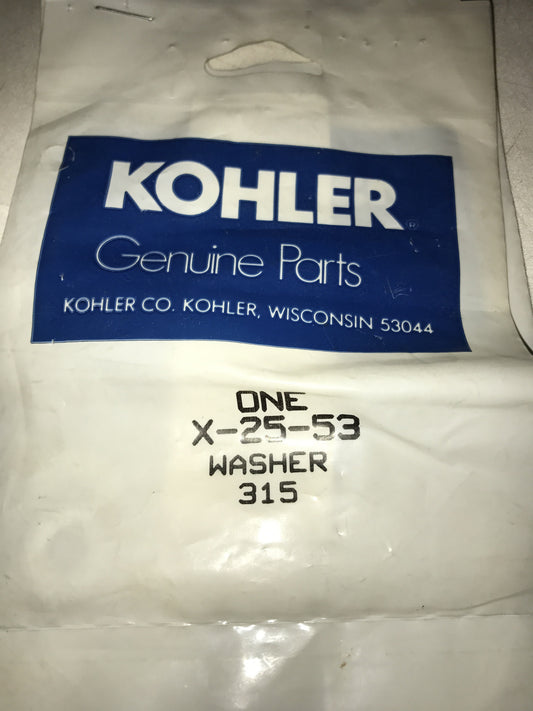 KOHLER®
Genuine Parts
KOHLER CO. KOHLER, WISCONSIN 53044
ONE
X-25-53
WASHER
315